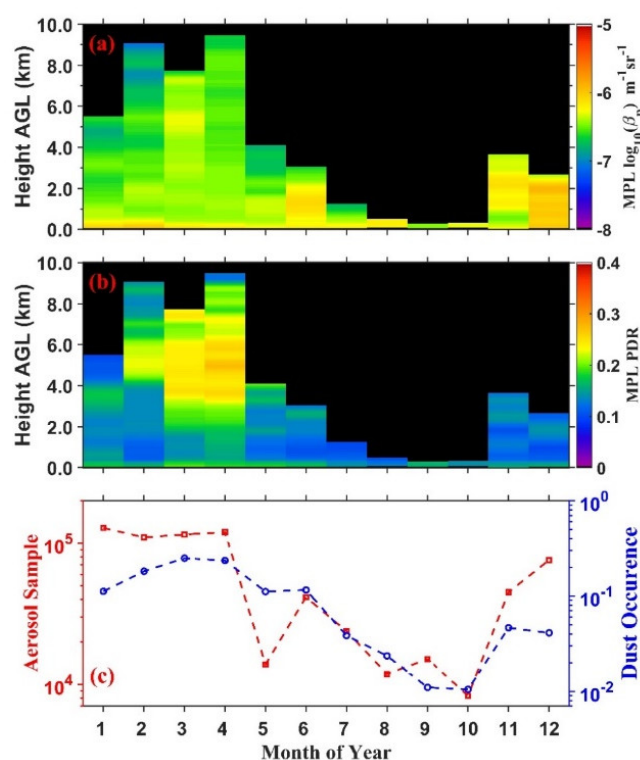 (a)
Height AGL (km)
10.0
8.0
6.0
4.0
2.0
0.0
-5
-6
-7
-8
MPL log10(βp) m-1sr-1
(b)
Height AGL (km)
10.0
8.0
6.0
4.0
2.0
0.0
0.4
0.3
0.2
0.1
0
MPL PDR
(c)
Aerosol Sample
10^5
10^4
10^0
10^-1
10^-2
Dust Occurence
1 2 3 4 5 6 7 8 9 10 11 12
Month of Year